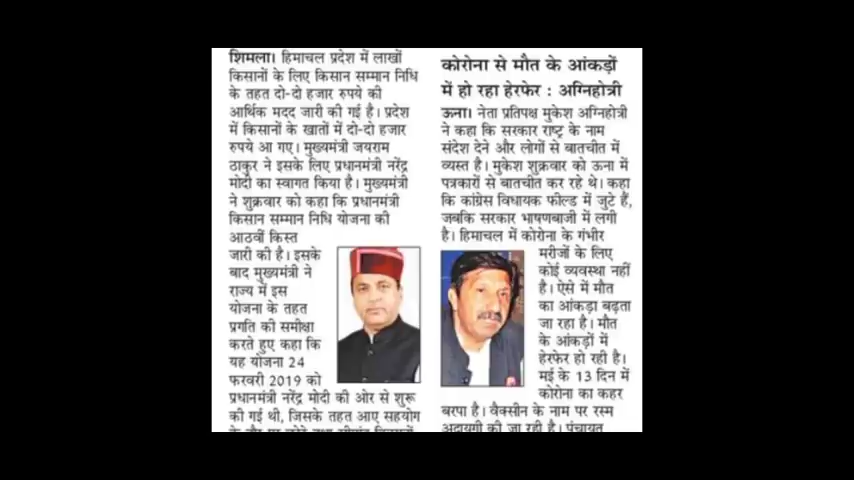 शिमला। हिमाचल प्रदेश में लाखों
किसानों के लिए किसान सम्मान निधि
के तहत दो-दो हजार रुपये की
आर्थिक मदद जारी की गई है। प्रदेश
में किसानों के खातों में दो-दो हजार
रुपये आ गए। मुख्यमंत्री जयराम
ठाकुर ने इसके लिए प्रधानमंत्री नरेंद्र
मोदी का स्वागत किया है। मुख्यमंत्री
ने शुक्रवार को कहा कि प्रधानमंत्री
किसान सम्मान निधि योजना की
आठवीं किस्त
जारी की है। इसके
बाद मुख्यमंत्री ने
राज्य में इस
योजना के तहत
प्रगति की समीक्षा
करते हुए कहा कि
यह योजना 24
फरवरी 2019 को
प्रधानमंत्री नरेंद्र मोदी की ओर से शुरू
की गई थी, जिसके तहत आए सहयोग
कोरोना से मौत के आंकड़ों
में हो रहा हेरफेर : अग्निहोत्री
ऊना। नेता प्रतिपक्ष मुकेश अग्निहोत्री
ने कहा कि सरकार राष्ट्र के नाम
संदेश देने और लोगों से बातचीत में
व्यस्त है। मुकेश शुक्रवार को ऊना में
पत्रकारों से बातचीत कर रहे थे। कहा
कि कांग्रेस विधायक फील्ड में जुटे हैं,
जबकि सरकार भाषणबाजी में लगी
है। हिमाचल में कोरोना के गंभीर
मरीजों के लिए
कोई व्यवस्था नहीं
है। ऐसे में मौत
का आंकड़ा बढ़ता
जा रहा है। मौत
के आंकड़ों में
हेरफेर हो रही है।
मई के 13 दिन में
कोरोना का कहर
बरपा है। वैक्सीन के नाम पर रस्म
अदायगी की जा रही है। पंचायत